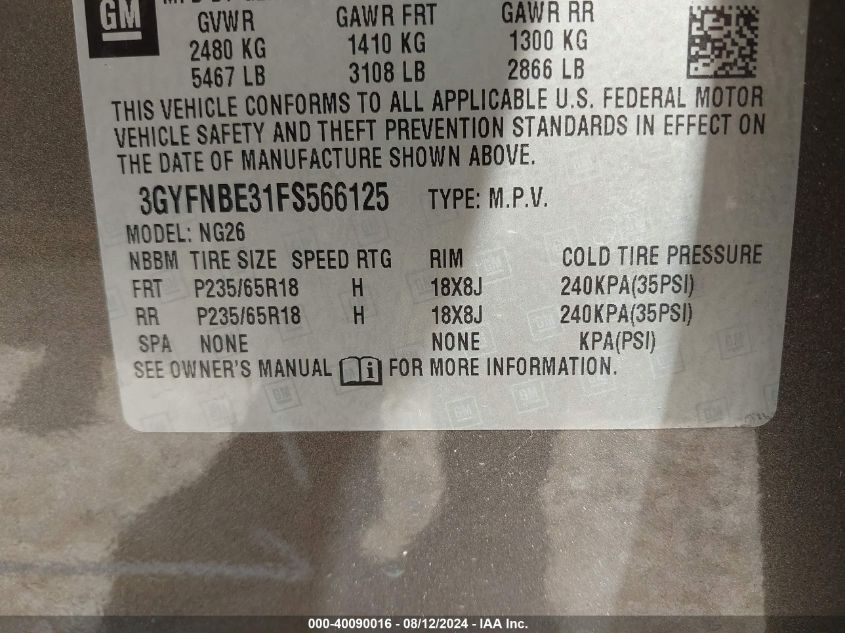 GM
GVWR GAWR FRT GAWR RR
2480 KG 1410 KG 1300 KG
5467 LB 3108 LB 2866 LB
THIS VEHICLE CONFORMS TO ALL APPLICABLE U.S. FEDERAL MOTOR
VEHICLE SAFETY AND THEFT PREVENTION STANDARDS IN EFFECT ON
THE DATE OF MANUFACTURE SHOWN ABOVE.
3GYFNBE31FS566125 TYPE: M.P.V.
MODEL: NG26
NBBM TIRE SIZE SPEED RTG RIM COLD TIRE PRESSURE
FRT P235/65R18 H 18X8J 240KPA(35PSI)
RR P235/65R18 H 18X8J 240KPA(35PSI)
SPA NONE NONE KPA(PSI)
SEE OWNER'S MANUAL i FOR MORE INFORMATION.
000-40090016 - 08/12/2024 - IAA Inc.